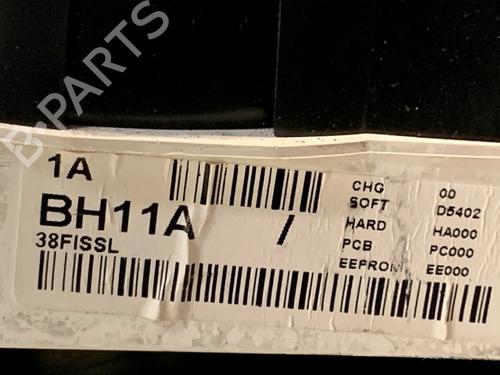 B-PARTS
1A
BH11A /
38FISSL
CHG 00
SOFT D5402
HARD HA000
PCB PC000
EEPROM EE000